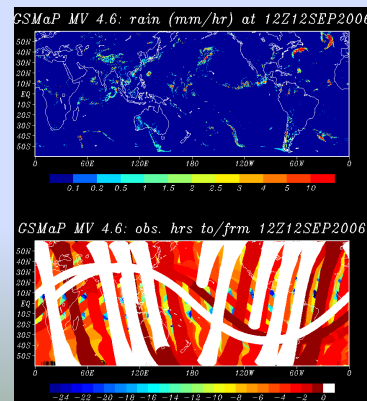 GSMaP MV 4.6: rain (mm/hr) at 12Z12SEP2006
50N
40N
30N
20N
10N
EQ
10S
20S
30S
40S
50S
0 60E 120E 180 120W 60W 0
0.1 0.2 0.5 1 1.5 2 2.5 3 4 5 10
GSMaP MV 4.6: obs. hrs to/frm 12Z12SEP2006
50N
40N
30N
20N
10N
EQ
10S
20S
30S
40S
50S
0 60E 120E 180 120W 60W 0
-24 -22 -20 -18 -16 -14 -12 -10 -8 -6 -4 -2 0